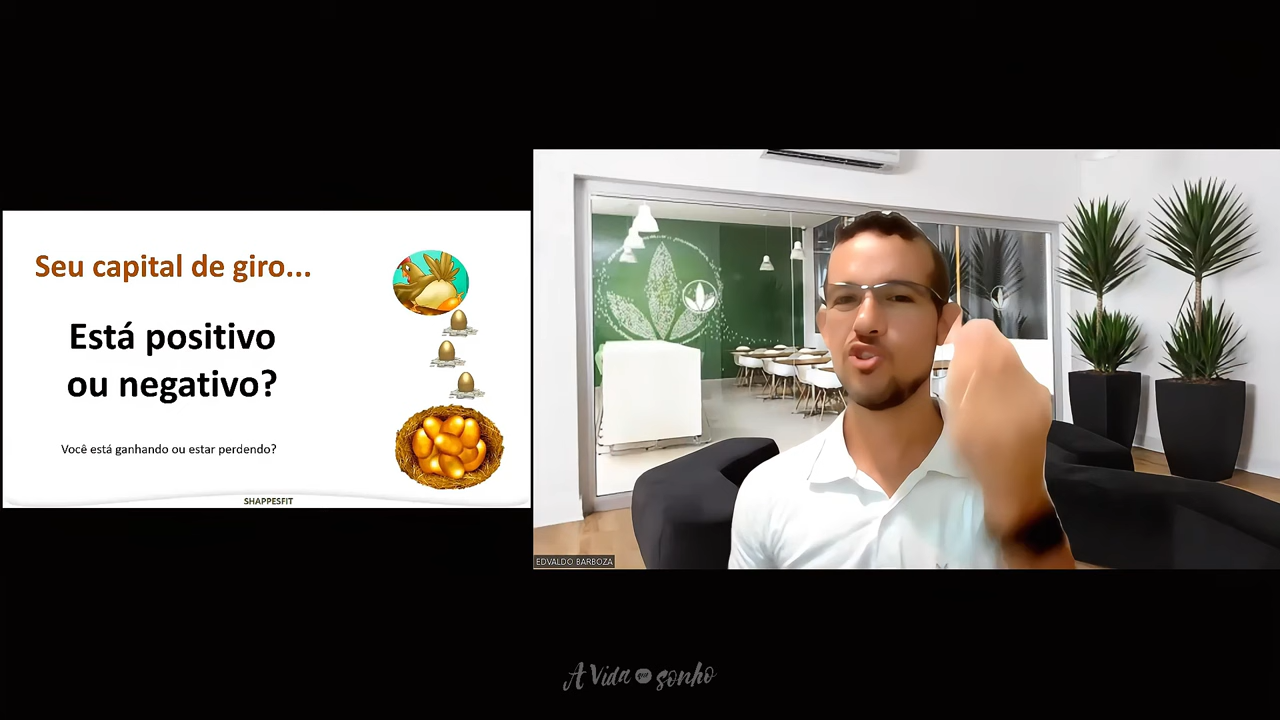 Seu capital de giro...
Está positivo
ou negativo?
Você está ganhando ou estar perdendo?
SHAPPESFIT
EDVALDO BARBOZA
A Vida que sonho